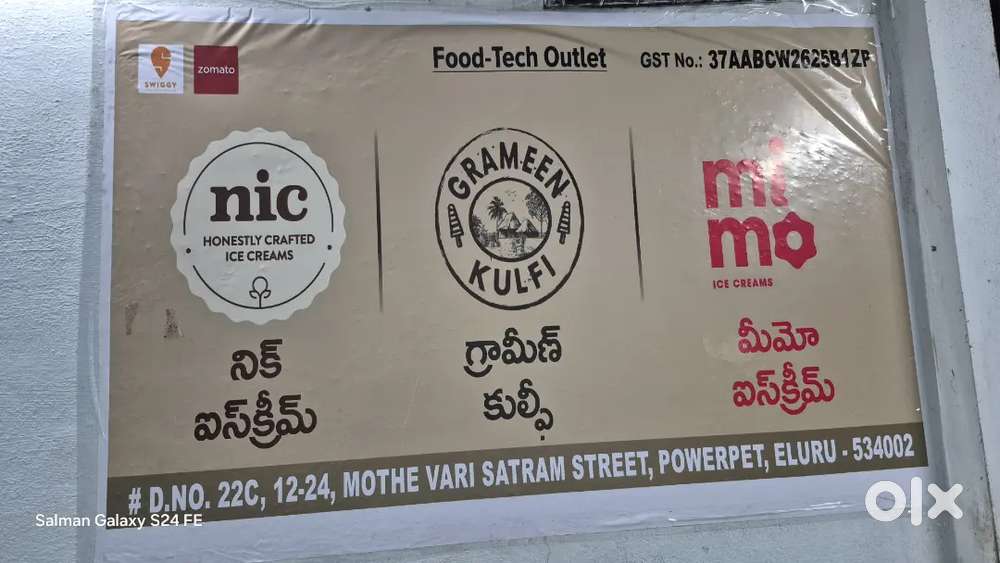 SWIGGY
zomato
Food-Tech Outlet
GST No.: 37AABCW2625B1ZP
nic
HONESTLY CRAFTED
ICE CREAMS
నిక్
ఐస్‌క్రీమ్
GRAMEEN
KULFI
గ్రామీణ్
కుల్ఫీ
mi
mo
ICE CREAMS
మీమో
ఐస్‌క్రీమ్
# D.NO. 22C, 12-24, MOTHE VARI SATRAM STREET, POWERPET, ELURU - 534002
Salman Galaxy S24 FE
olx